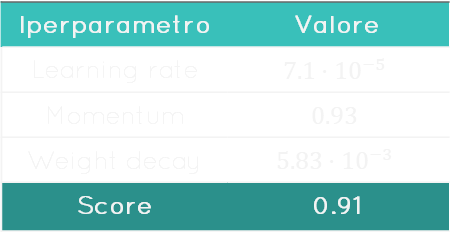 Iperparametro Valore
Learning rate 7.1 · 10⁻⁵
Momentum 0.93
Weight decay 5.83 · 10⁻³
Score 0.91